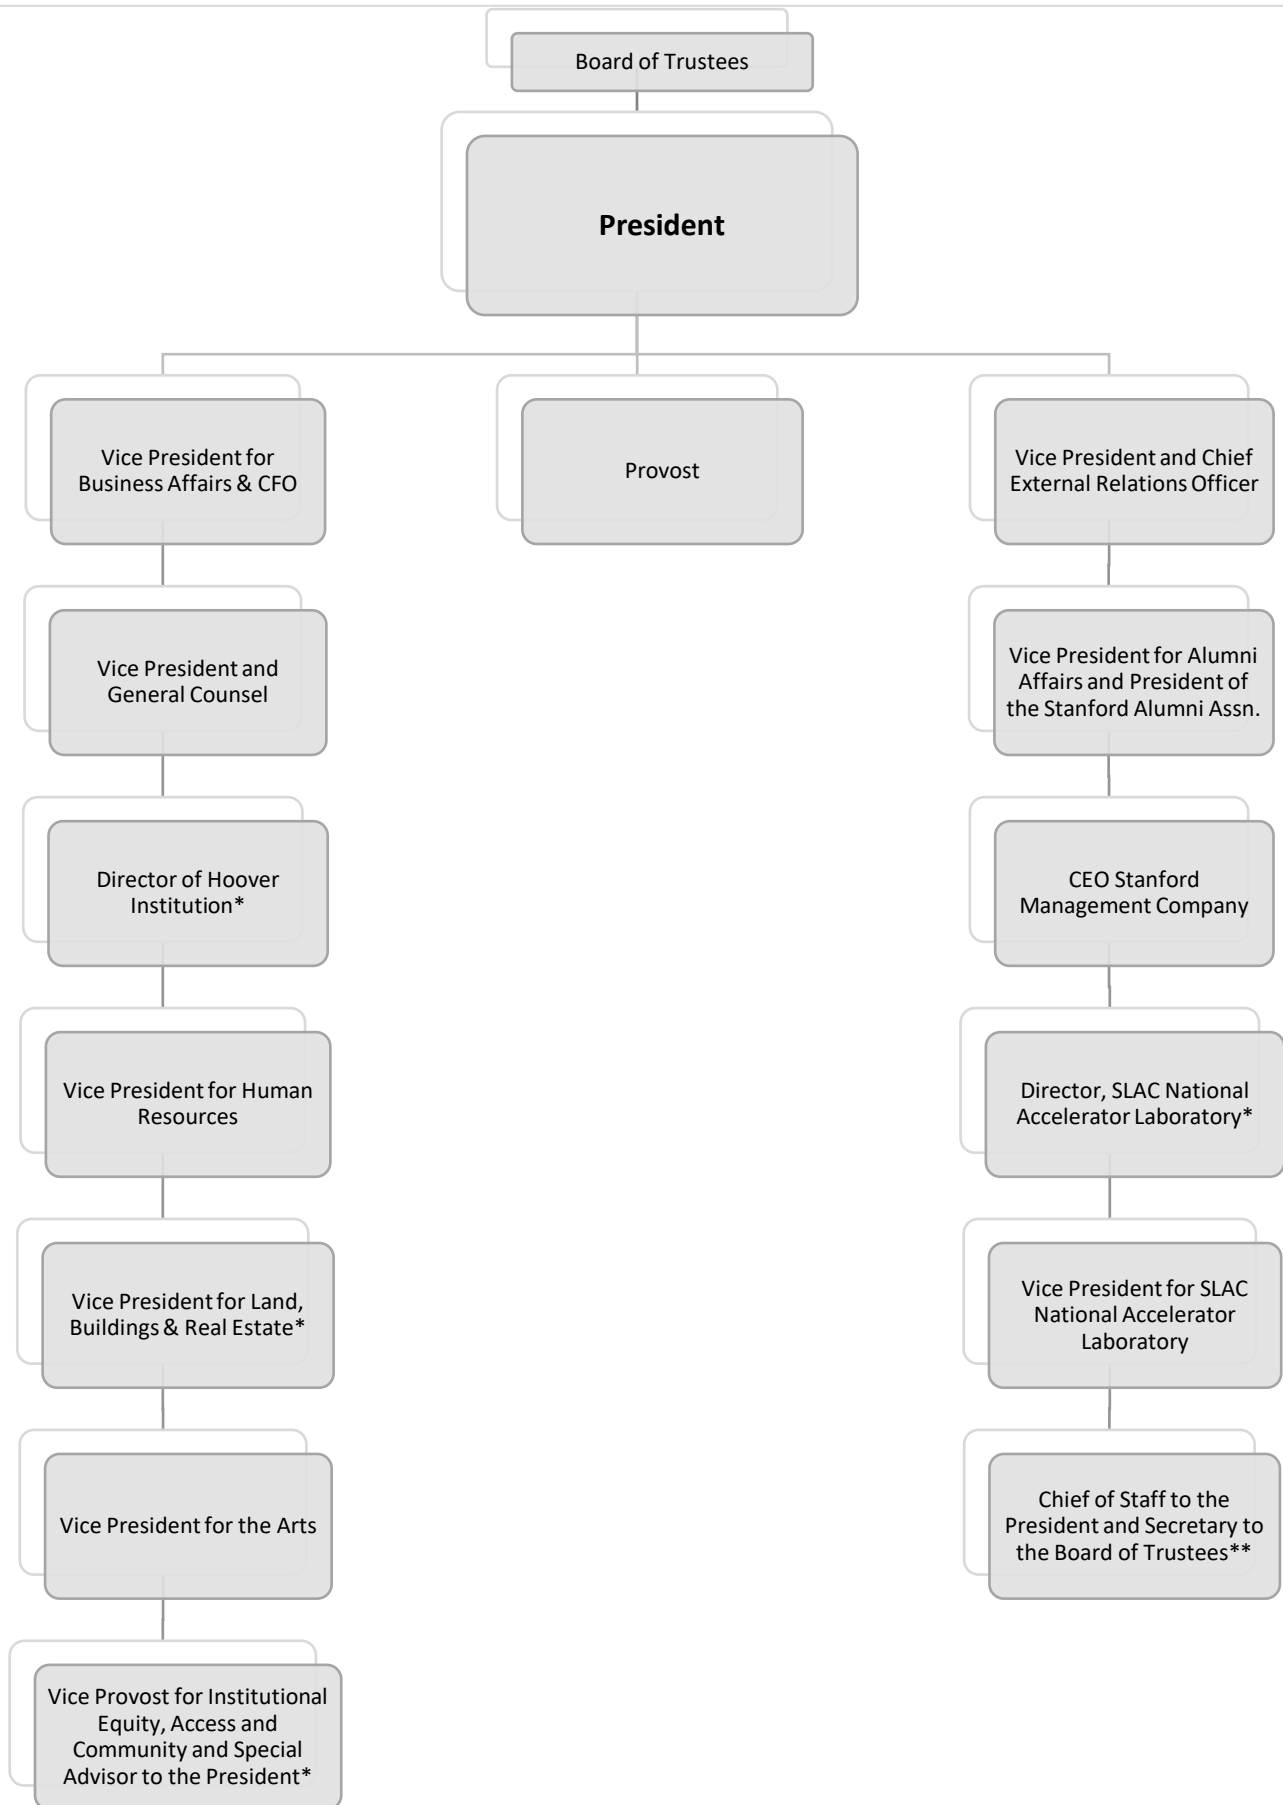 Board of Trustees
President
Vice President for
Business Affairs & CFO
Provost
Vice President and Chief
External Relations Officer
Vice President and
General Counsel
Vice President for Alumni
Affairs and President of
the Stanford Alumni Assn.
Director of Hoover
Institution*
CEO Stanford
Management Company
Vice President for Human
Resources
Director, SLAC National
Accelerator Laboratory*
Vice President for Land,
Buildings & Real Estate*
Vice President for SLAC
National Accelerator
Laboratory
Vice President for the Arts
Chief of Staff to the
President and Secretary to
the Board of Trustees**
Vice Provost for Institutional
Equity, Access and
Community and Special
Advisor to the President*